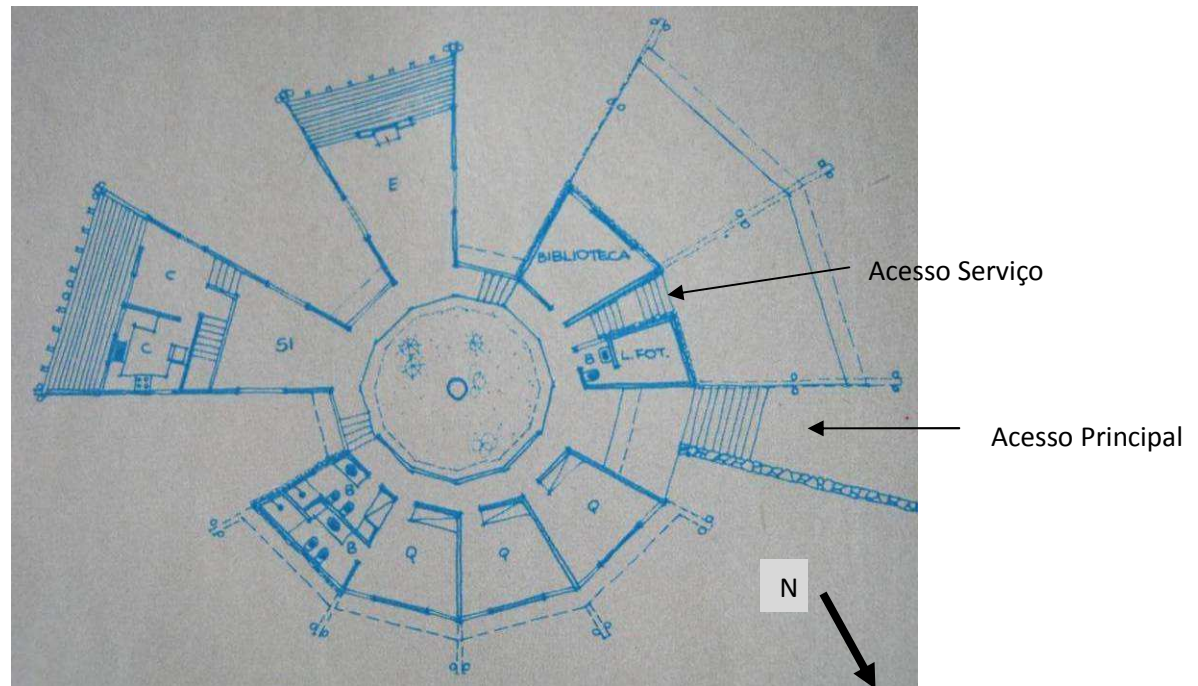 E
BIBLIOTECA
Acesso Serviço
C
C
SI
B
L. FOT.
Acesso Principal
B
B
Q
Q
Q
N